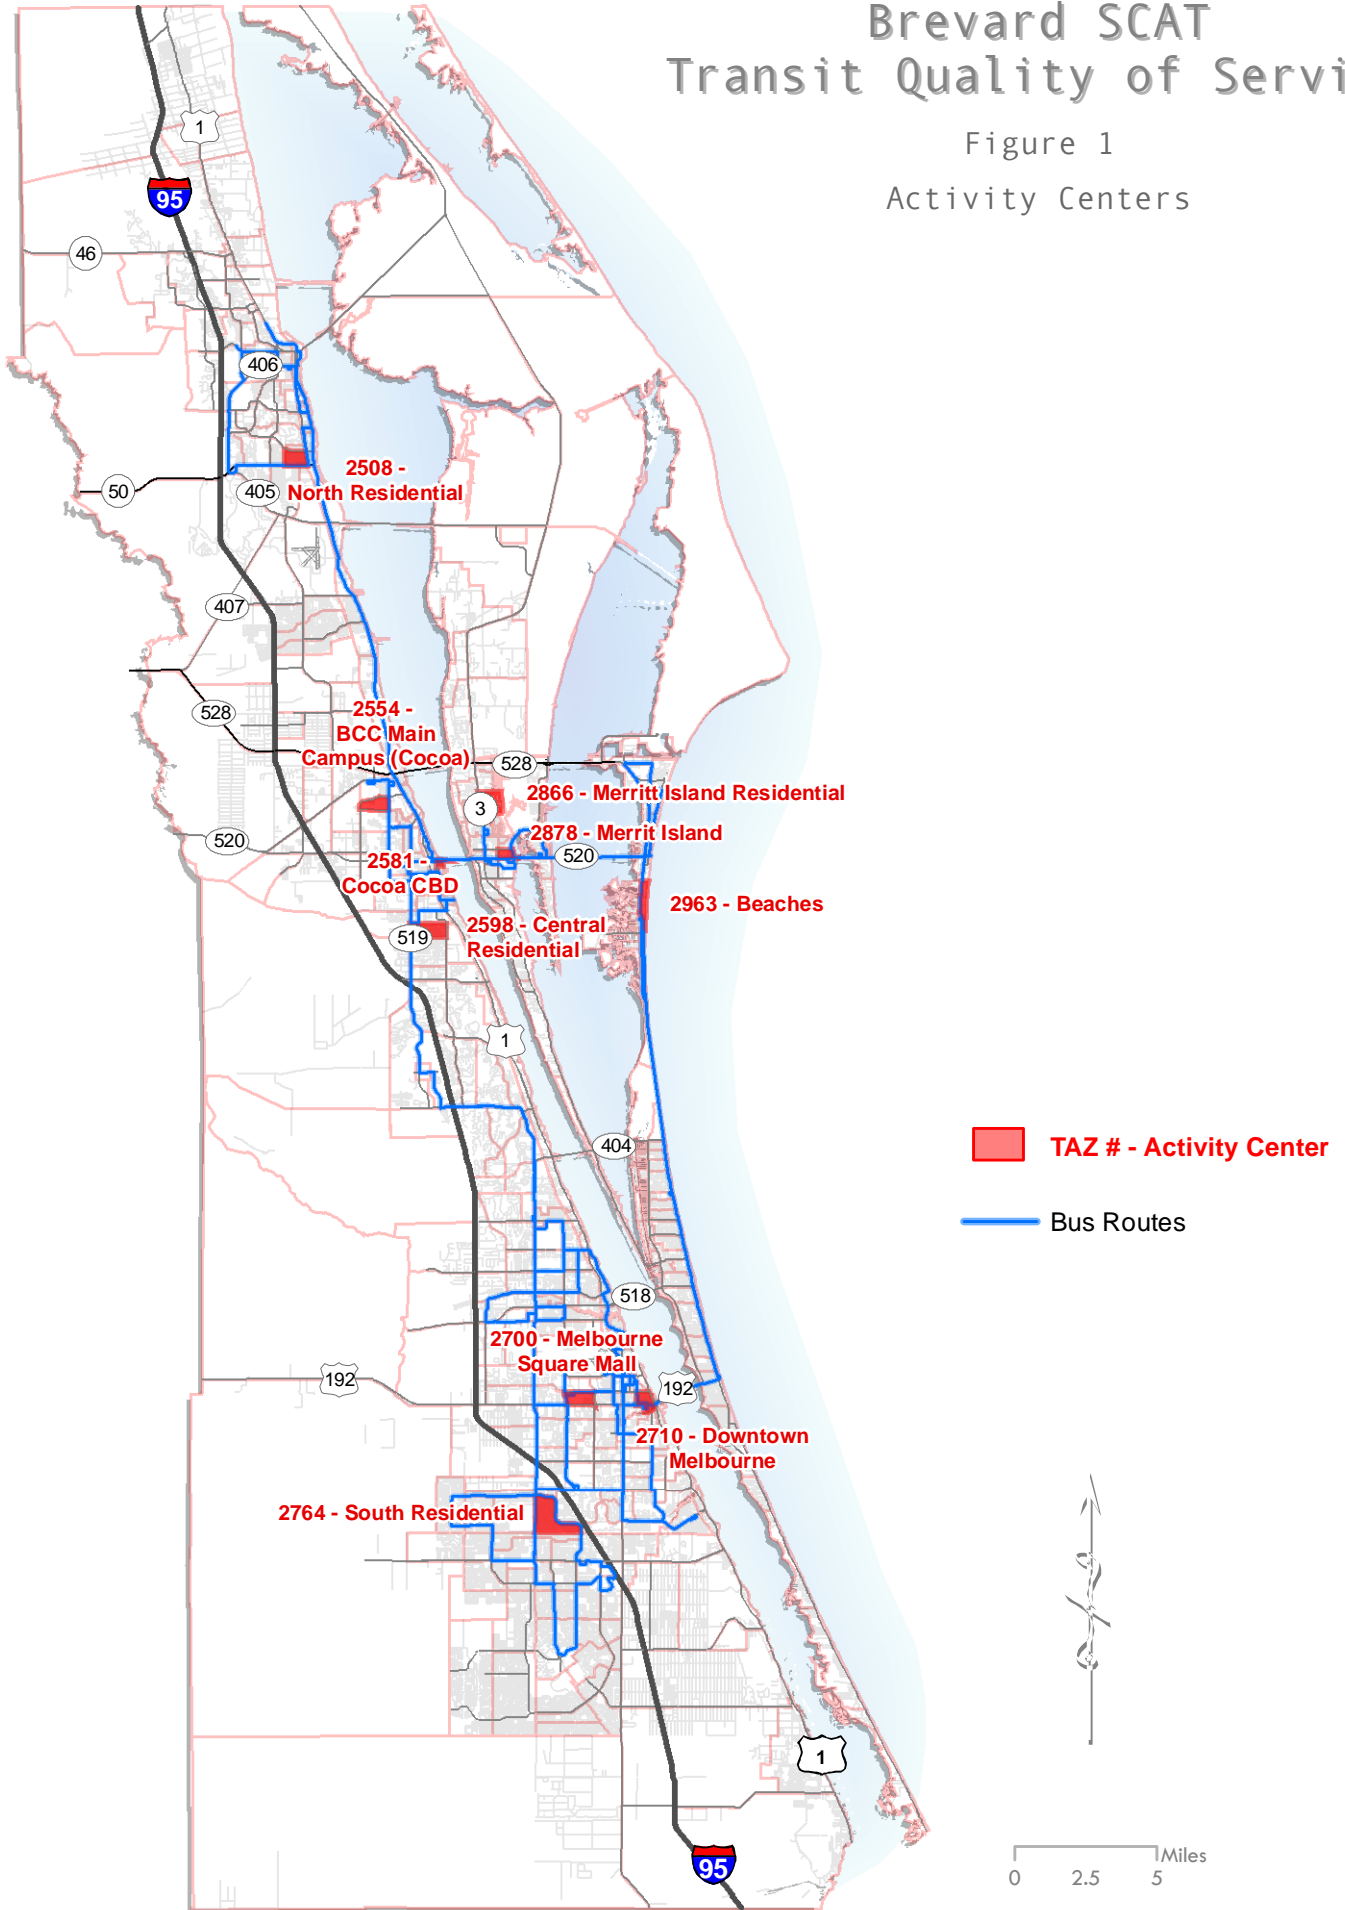 Brevard SCAT
Transit Quality of Servi
Figure 1
Activity Centers
1
95
46
406
2508 -
North Residential
50
405
407
528
2554 -
BCC Main
Campus (Cocoa)
528
2866 - Merritt Island Residential
3
2878 - Merrit Island
520
520
2581 -
Cocoa CBD
2963 - Beaches
2598 - Central
Residential
519
1
404
TAZ # - Activity Center
Bus Routes
518
2700 - Melbourne
Square Mall
192
192
2710 - Downtown
Melbourne
2764 - South Residential
1
95
Miles
0 2.5 5